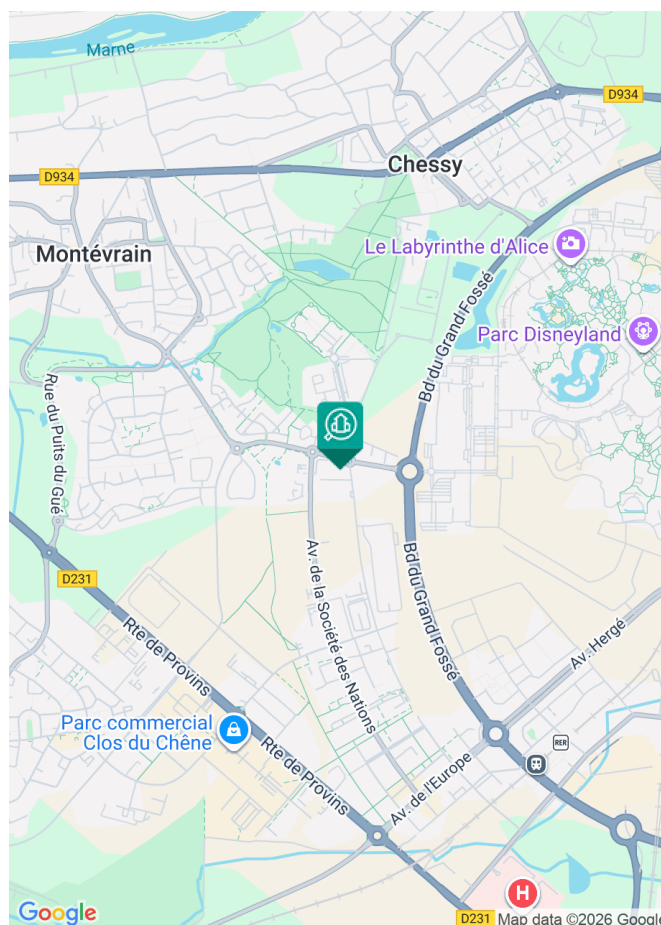 Marne
D934
Chessy
D934
Montévrain
Le Labyrinthe d'Alice
Bd du Grand Fossé
Parc Disneyland
Rue du Puits du Gué
D231
Av. de la Société des Nations
Bd du Grand Fossé
Rte de Provins
Av. Hergé
Parc commercial
Clos du Chêne
Rte de Provins
RER
Av. de l'Europe
H
Google
D231
Map data ©2026 Google